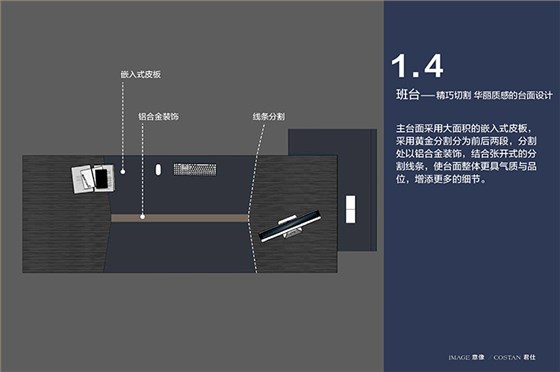 嵌入式皮板
铝合金装饰
线条分割
1.4
班台——精巧切割 华丽质感的台面设计
主台面采用大面积的嵌入式皮板，
采用黄金分割分为前后两段，分割
处以铝合金装饰，结合张开式的分
割线条，使台面整体更具气质与品
位，增添更多的细节。
IMAGE 意像 / COSTAN 君仕